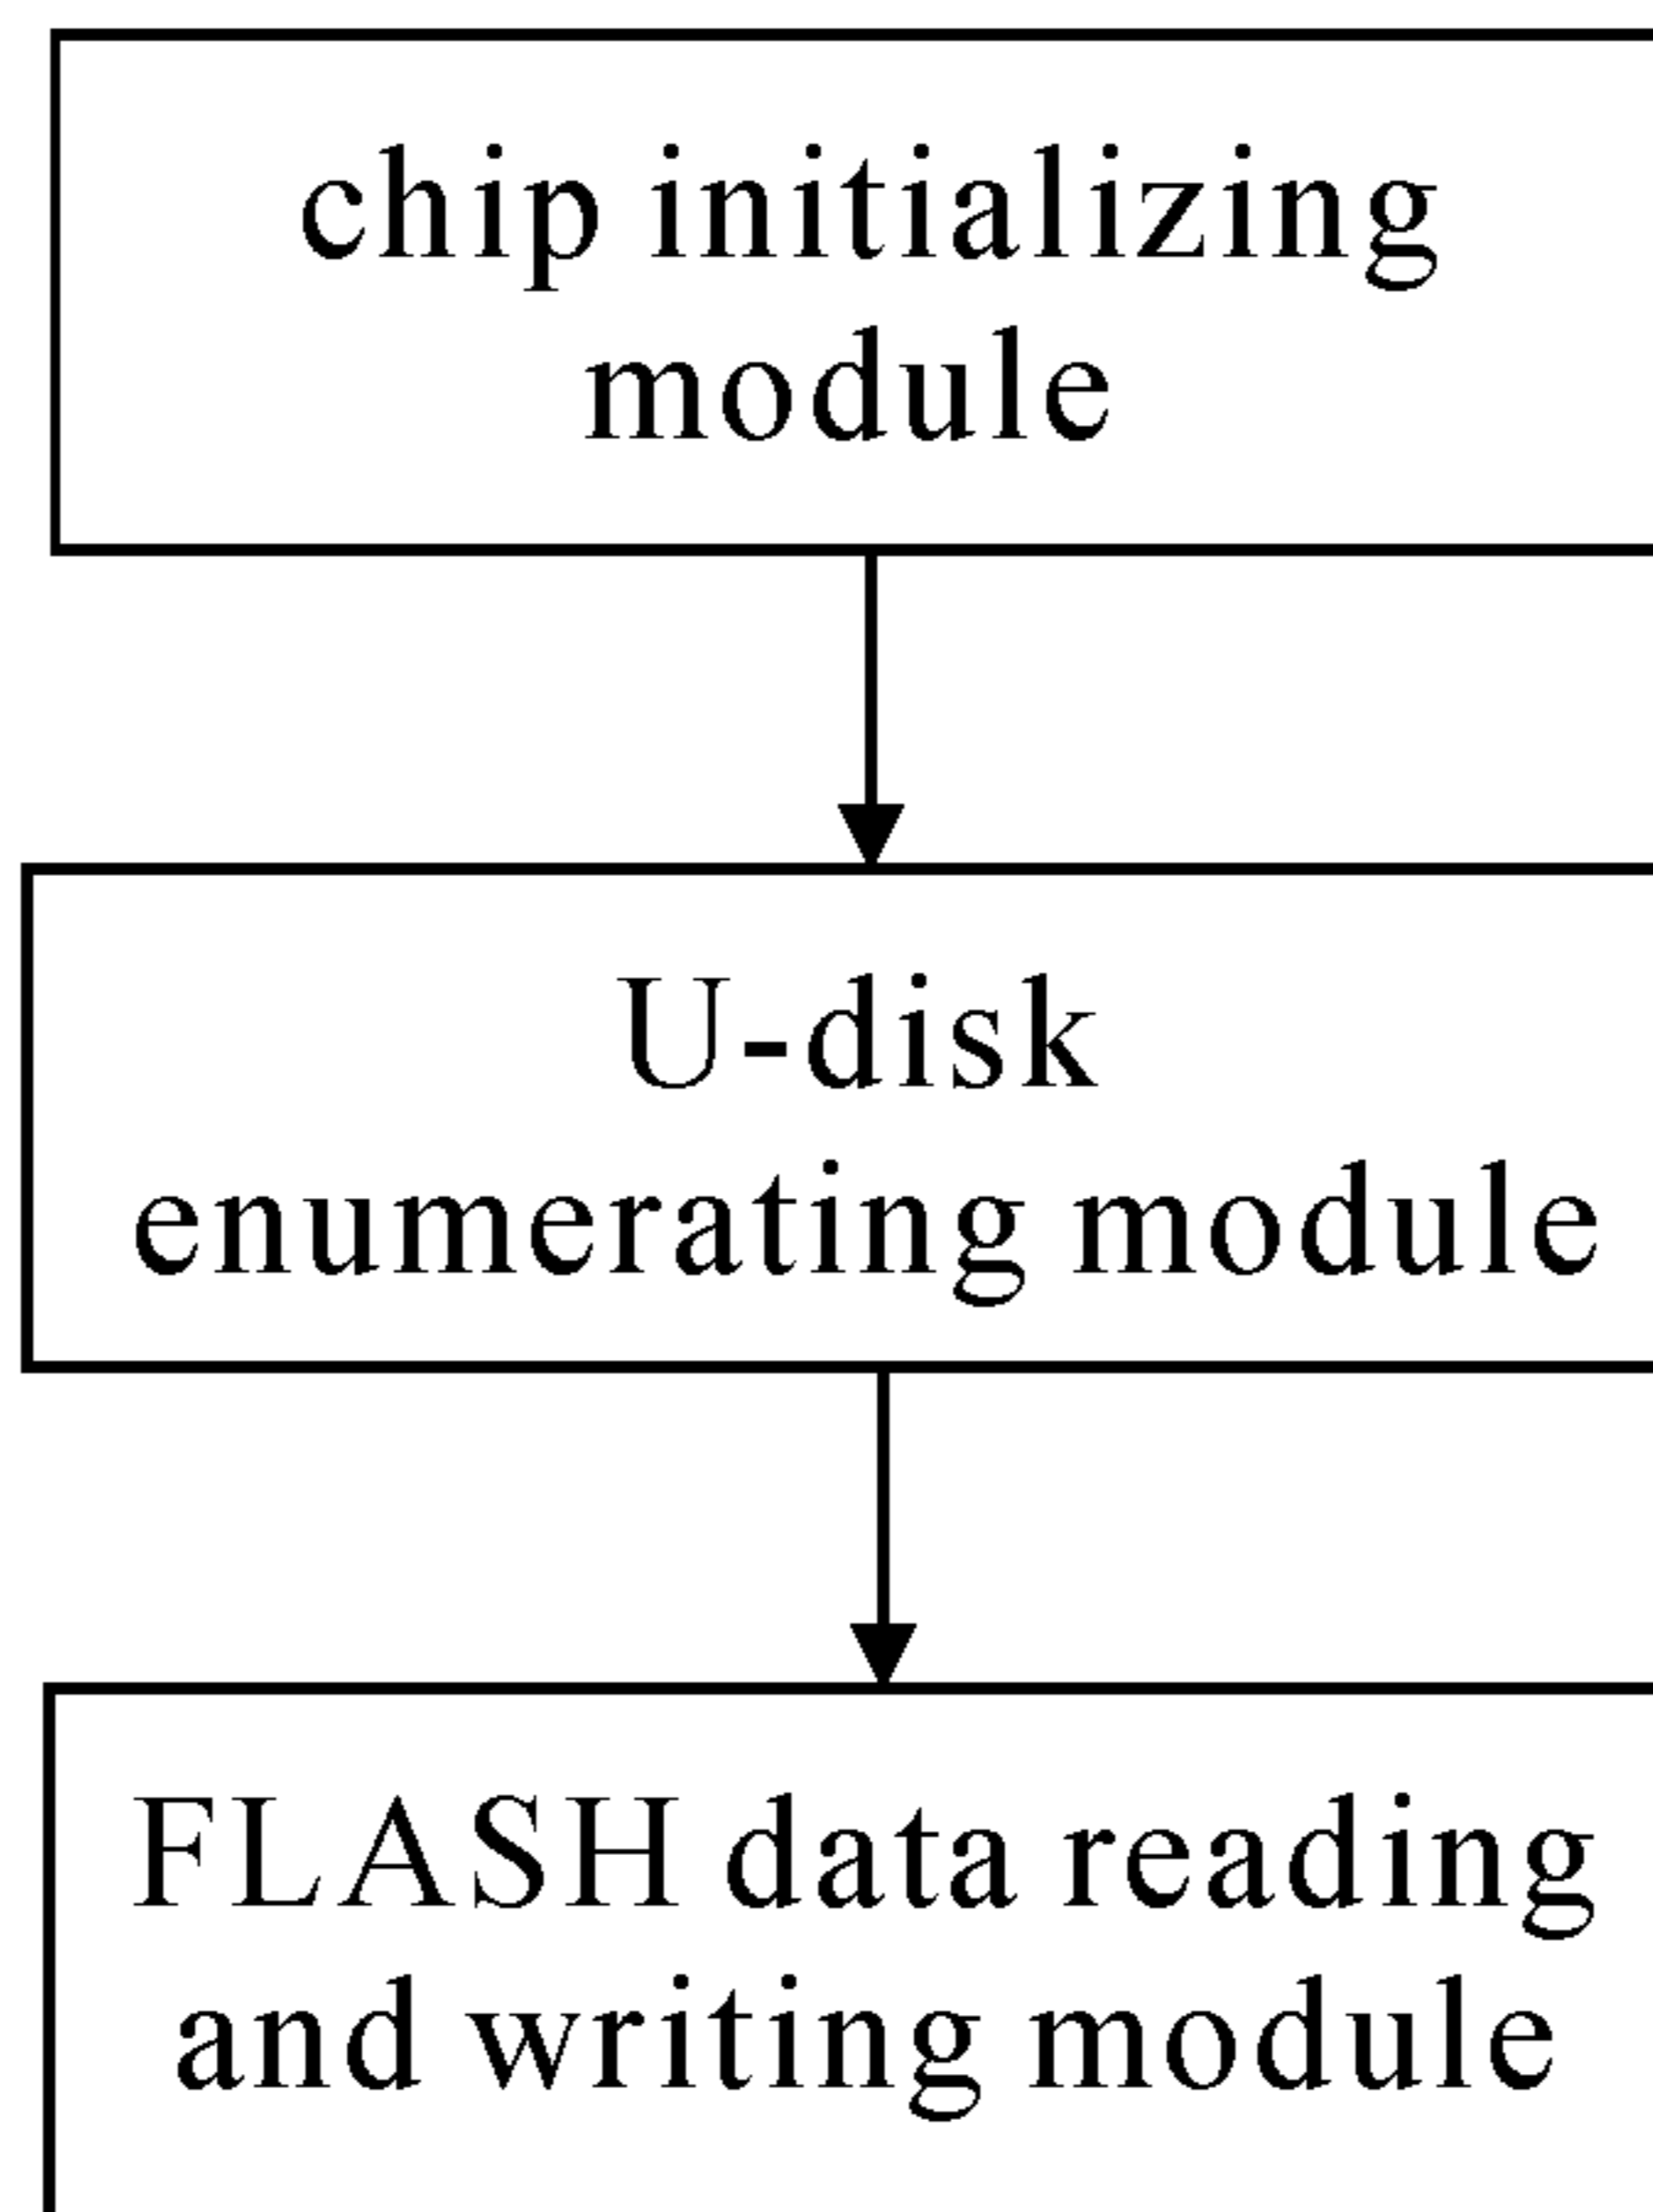 chip initializing
module
U-disk
enumerating module
FLASH data reading
and writing module